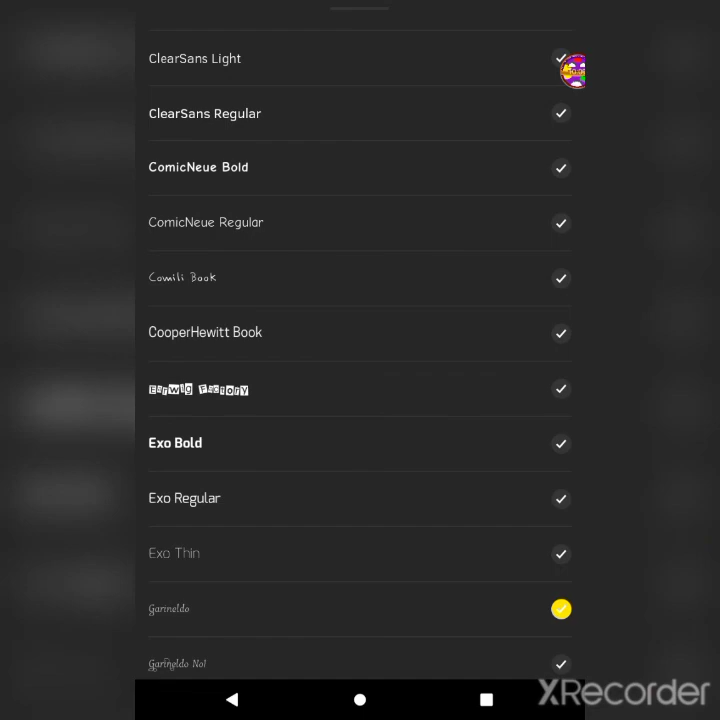 ClearSans Light
ClearSans Regular
ComicNeue Bold
ComicNeue Regular
Comili Book
CooperHewitt Book
Earwig Factory
Exo Bold
Exo Regular
Exo Thin
Garineldo
Garineldo No1
XRecorder